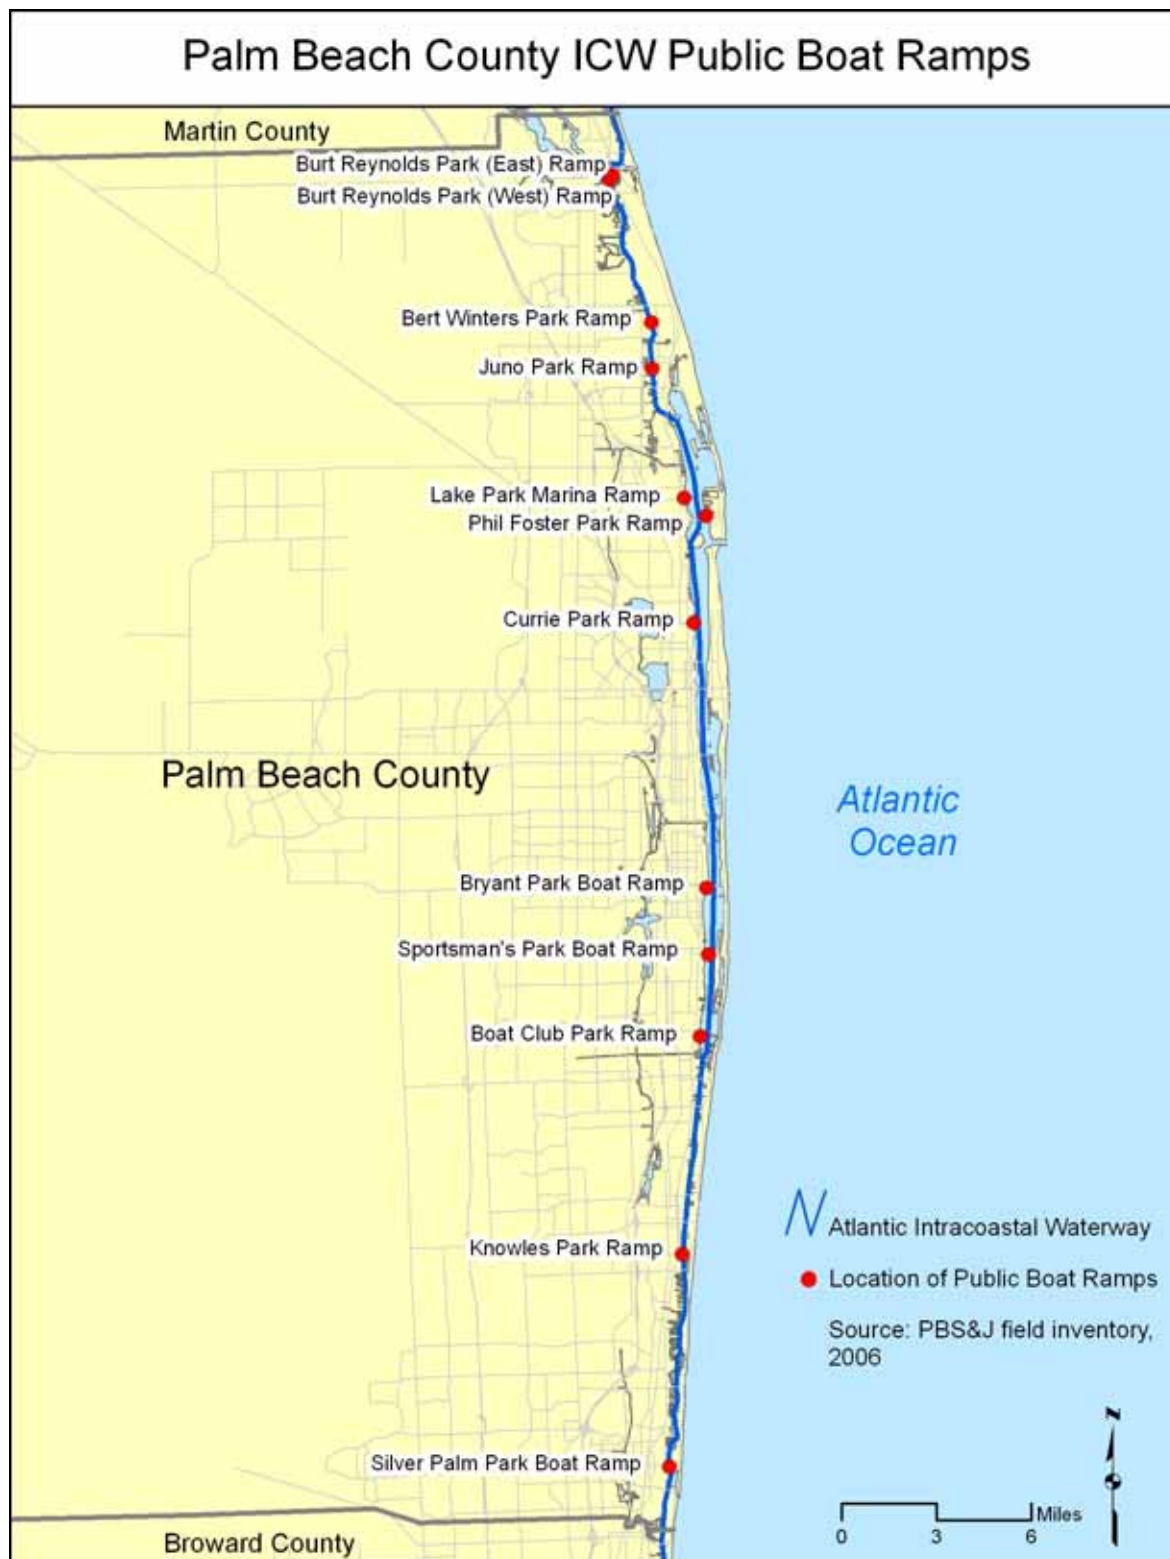 Palm Beach County ICW Public Boat Ramps
Martin County
Burt Reynolds Park (East) Ramp
Burt Reynolds Park (West) Ramp
Bert Winters Park Ramp
Juno Park Ramp
Lake Park Marina Ramp
Phil Foster Park Ramp
Currie Park Ramp
Palm Beach County
Atlantic
Ocean
Bryant Park Boat Ramp
Sportsman's Park Boat Ramp
Boat Club Park Ramp
Knowles Park Ramp
Silver Palm Park Boat Ramp
Broward County
Atlantic Intracoastal Waterway
Location of Public Boat Ramps
Source: PBS&J field inventory,
2006
N
Miles
0 3 6